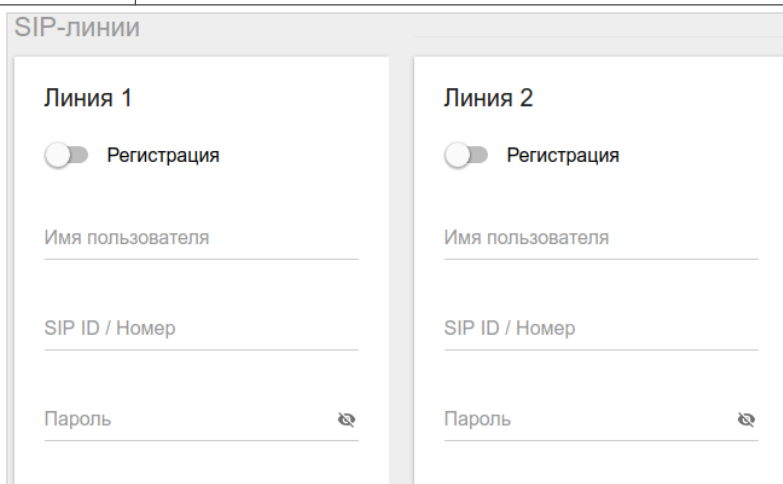 SIP-линии
Линия 1
Регистрация
Имя пользователя
SIP ID / Номер
Пароль
Линия 2
Регистрация
Имя пользователя
SIP ID / Номер
Пароль